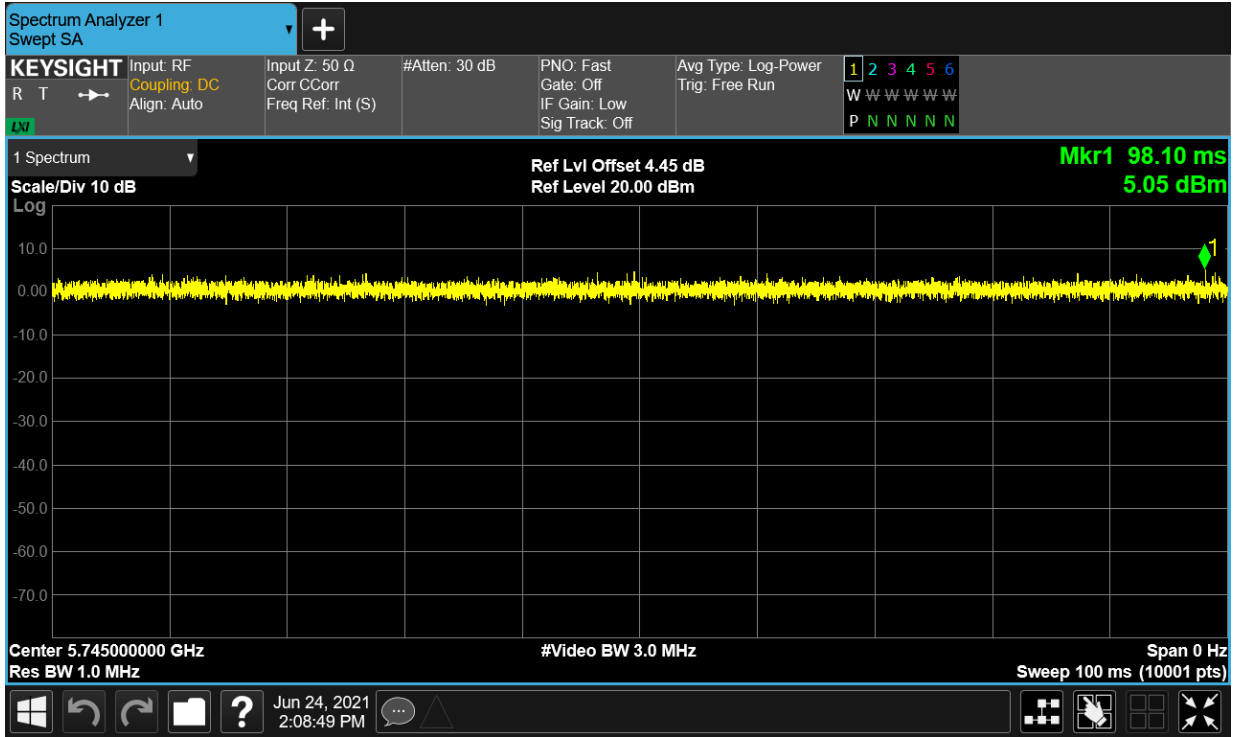 Spectrum Analyzer 1
Swept SA
+
KEYSIGHT
R T
LXI
Input: RF
Coupling: DC
Align: Auto
Input Z: 50 Ω
Corr CCorr
Freq Ref: Int (S)
#Atten: 30 dB
PNO: Fast
Gate: Off
IF Gain: Low
Sig Track: Off
Avg Type: Log-Power
Trig: Free Run
1 2 3 4 5 6
W W W W W W
P N N N N N
1 Spectrum
Scale/Div 10 dB
Log
Ref Lvl Offset 4.45 dB
Ref Level 20.00 dBm
Mkr1 98.10 ms
5.05 dBm
1
10.0
0.00
-10.0
-20.0
-30.0
-40.0
-50.0
-60.0
-70.0
Center 5.745000000 GHz
Res BW 1.0 MHz
#Video BW 3.0 MHz
Span 0 Hz
Sweep 100 ms (10001 pts)
?
Jun 24, 2021
2:08:49 PM